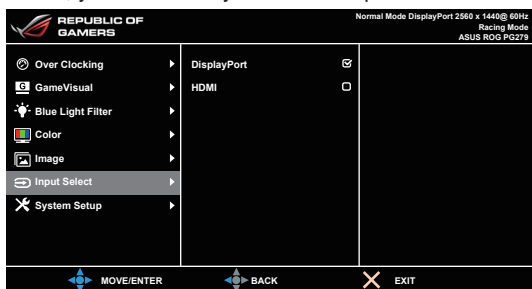 REPUBLIC OF
GAMERS
Normal Mode DisplayPort 2560 x 1440@ 60Hz
Racing Mode
ASUS ROG PG279
Over Clocking
GameVisual
Blue Light Filter
Color
Image
Input Select
System Setup
DisplayPort
HDMI
MOVE/ENTER
BACK
EXIT